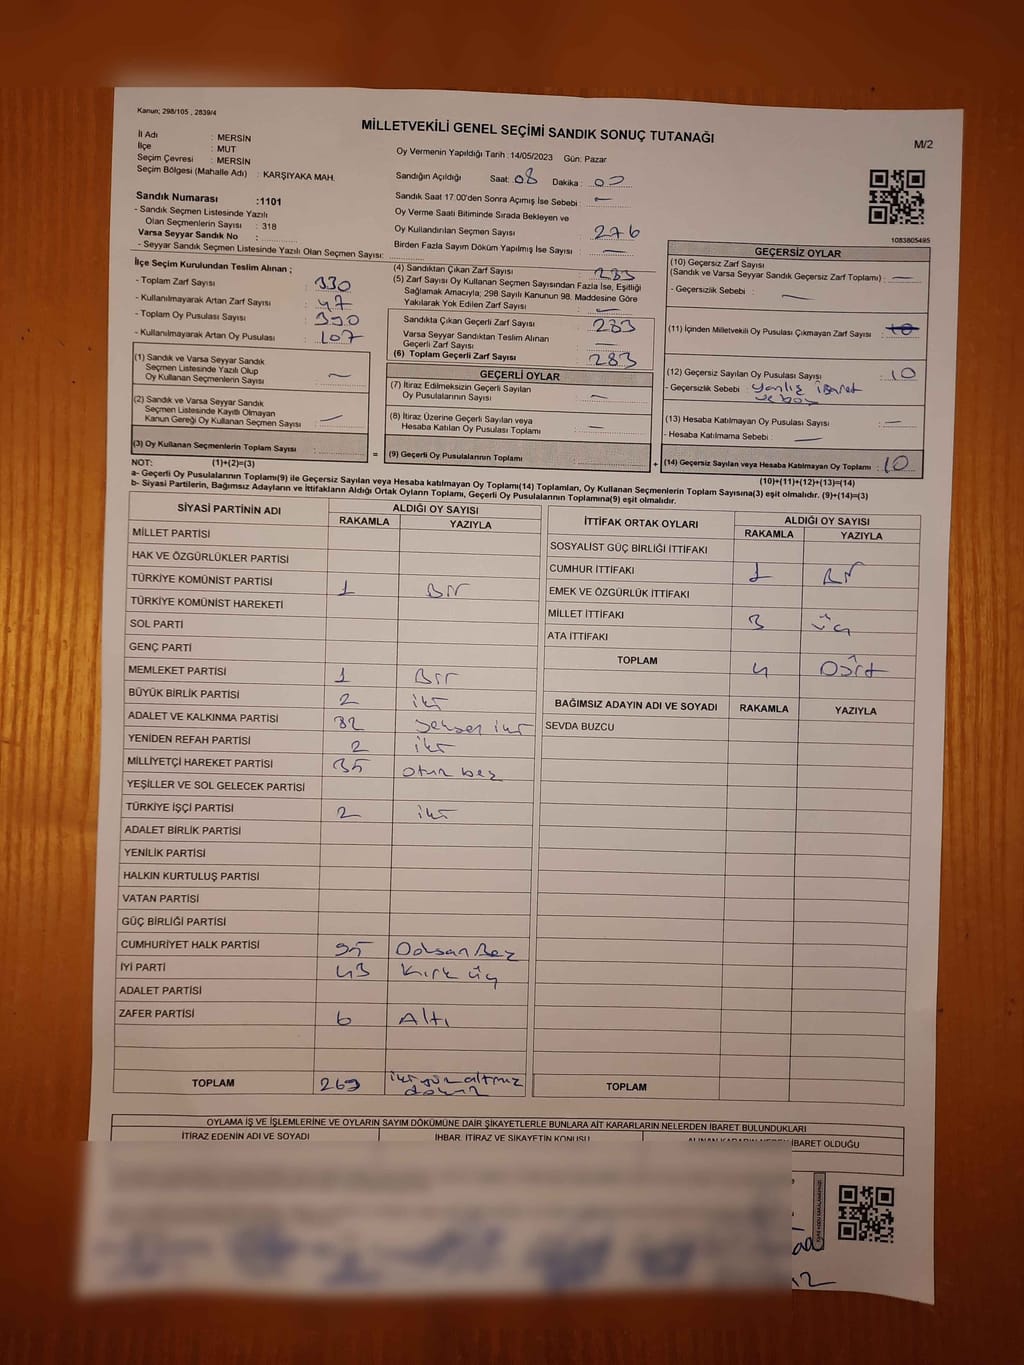 Kanun; 298/105 , 2839/4
MİLLETVEKİLİ GENEL SEÇİMİ SANDIK SONUÇ TUTANAĞI
M/2
İl Adı : MERSİN
İlçe : MUT
Seçim Çevresi : MERSİN
Seçim Bölgesi (Mahalle Adı) : KARŞIYAKA MAH.
Oy Vermenin Yapıldığı Tarih : 14/05/2023 Gün: Pazar
Sandığın Açıldığı Saat: 08 Dakika : 00
Sandık Saat 17.00'den Sonra Açımış İse Sebebi : —
Oy Verme Saati Bitiminde Sırada Bekleyen ve
Oy Kullandırılan Seçmen Sayısı 276
Birden Fazla Sayım Döküm Yapılmış İse Sayısı —
1083805495
Sandık Numarası :1101
- Sandık Seçmen Listesinde Yazılı
Olan Seçmenlerin Sayısı : 318
Varsa Seyyar Sandık No :
- Seyyar Sandık Seçmen Listesinde Yazılı Olan Seçmen Sayısı:
İlçe Seçim Kurulundan Teslim Alınan ;
- Toplam Zarf Sayısı : 330
- Kullanılmayarak Artan Zarf Sayısı : 47
- Toplam Oy Pusulası Sayısı : 390
- Kullanılmayarak Artan Oy Pusulası : 107
(1) Sandık ve Varsa Seyyar Sandık
Seçmen Listesinde Yazılı Olup
Oy Kullanan Seçmenlerin Sayısı : —
(2) Sandık ve Varsa Seyyar Sandık
Seçmen Listesinde Kayıtlı Olmayan
Kanun Gereği Oy Kullanan Seçmen Sayısı : —
(3) Oy Kullanan Seçmenlerin Toplam Sayısı :
(4) Sandıktan Çıkan Zarf Sayısı : 283
(5) Zarf Sayısı Oy Kullanan Seçmen Sayısından Fazla İse, Eşitliği
Sağlamak Amacıyla; 298 Sayılı Kanunun 98. Maddesine Göre
Yakılarak Yok Edilen Zarf Sayısı : —
Sandıkta Çıkan Geçerli Zarf Sayısı : 283
Varsa Seyyar Sandıktan Teslim Alınan
Geçerli Zarf Sayısı : —
(6) Toplam Geçerli Zarf Sayısı : 283
GEÇERLİ OYLAR
(7) İtiraz Edilmeksizin Geçerli Sayılan
Oy Pusulalarının Sayısı : —
(8) İtiraz Üzerine Geçerli Sayılan veya
Hesaba Katılan Oy Pusulası Toplamı : —
= (9) Geçerli Oy Pusulalarının Toplamı :
GEÇERSİZ OYLAR
(10) Geçersiz Zarf Sayısı
(Sandık ve Varsa Seyyar Sandık Geçersiz Zarf Toplamı) : —
- Geçersizlik Sebebi : —
(11) İçinden Milletvekili Oy Pusulası Çıkmayan Zarf Sayısı : 10
(12) Geçersiz Sayılan Oy Pusulası Sayısı : 10
- Geçersizlik Sebebi :
(13) Hesaba Katılmayan Oy Pusulası Sayısı : —
- Hesaba Katılmama Sebebi : —
+ (14) Geçersiz Sayılan veya Hesaba Katılmayan Oy Toplamı : 10
NOT: (1)+(2)=(3) (10)+(11)+(12)+(13)=(14)
a- Geçerli Oy Pusulalarının Toplamı(9) ile Geçersiz Sayılan veya Hesaba katılmayan Oy Toplamı(14) Toplamları, Oy Kullanan Seçmenlerin Toplam Sayısına(3) eşit olmalıdır. (9)+(14)=(3)
b- Siyasi Partilerin, Bağımsız Adayların ve İttifakların Aldığı Ortak Oyların Toplamı, Geçerli Oy Pusulalarının Toplamına(9) eşit olmalıdır.
SİYASİ PARTİNİN ADI ALDIĞI OY SAYISI
RAKAMLA YAZIYLA
MİLLET PARTİSİ
HAK VE ÖZGÜRLÜKLER PARTİSİ
TÜRKİYE KOMÜNİST PARTİSİ 1 Bir
TÜRKİYE KOMÜNİST HAREKETİ
SOL PARTİ
GENÇ PARTİ
MEMLEKET PARTİSİ 1 Bir
BÜYÜK BİRLİK PARTİSİ 2 iki
ADALET VE KALKINMA PARTİSİ 82 seksen iki
YENİDEN REFAH PARTİSİ 2 iki
MİLLİYETÇİ HAREKET PARTİSİ 35 otuz beş
YEŞİLLER VE SOL GELECEK PARTİSİ
TÜRKİYE İŞÇİ PARTİSİ 2 iki
ADALET BİRLİK PARTİSİ
YENİLİK PARTİSİ
HALKIN KURTULUŞ PARTİSİ
VATAN PARTİSİ
GÜÇ BİRLİĞİ PARTİSİ
CUMHURİYET HALK PARTİSİ 95 Doksan Beş
İYİ PARTİ 43 Kırk üç
ADALET PARTİSİ
ZAFER PARTİSİ 6 Altı
TOPLAM 269 iki yüz altmış dokuz
İTTİFAK ORTAK OYLARI ALDIĞI OY SAYISI
RAKAMLA YAZIYLA
SOSYALİST GÜÇ BİRLİĞİ İTTİFAKI
CUMHUR İTTİFAKI 1 Bir
EMEK VE ÖZGÜRLÜK İTTİFAKI
MİLLET İTTİFAKI 3 üç
ATA İTTİFAKI
TOPLAM 4 Dört
BAĞIMSIZ ADAYIN ADI VE SOYADI RAKAMLA YAZIYLA
SEVDA BUZCU
TOPLAM
OYLAMA İŞ VE İŞLEMLERİNE VE OYLARIN SAYIM DÖKÜMÜNE DAİR ŞİKAYETLERLE BUNLARA AİT KARARLARIN NELERDEN İBARET BULUNDUKLARI
İTİRAZ EDENİN ADI VE SOYADI İHBAR, İTİRAZ VE ŞİKAYETİN KONUSU ALINAN KARARIN NEDEN İBARET OLDUĞU